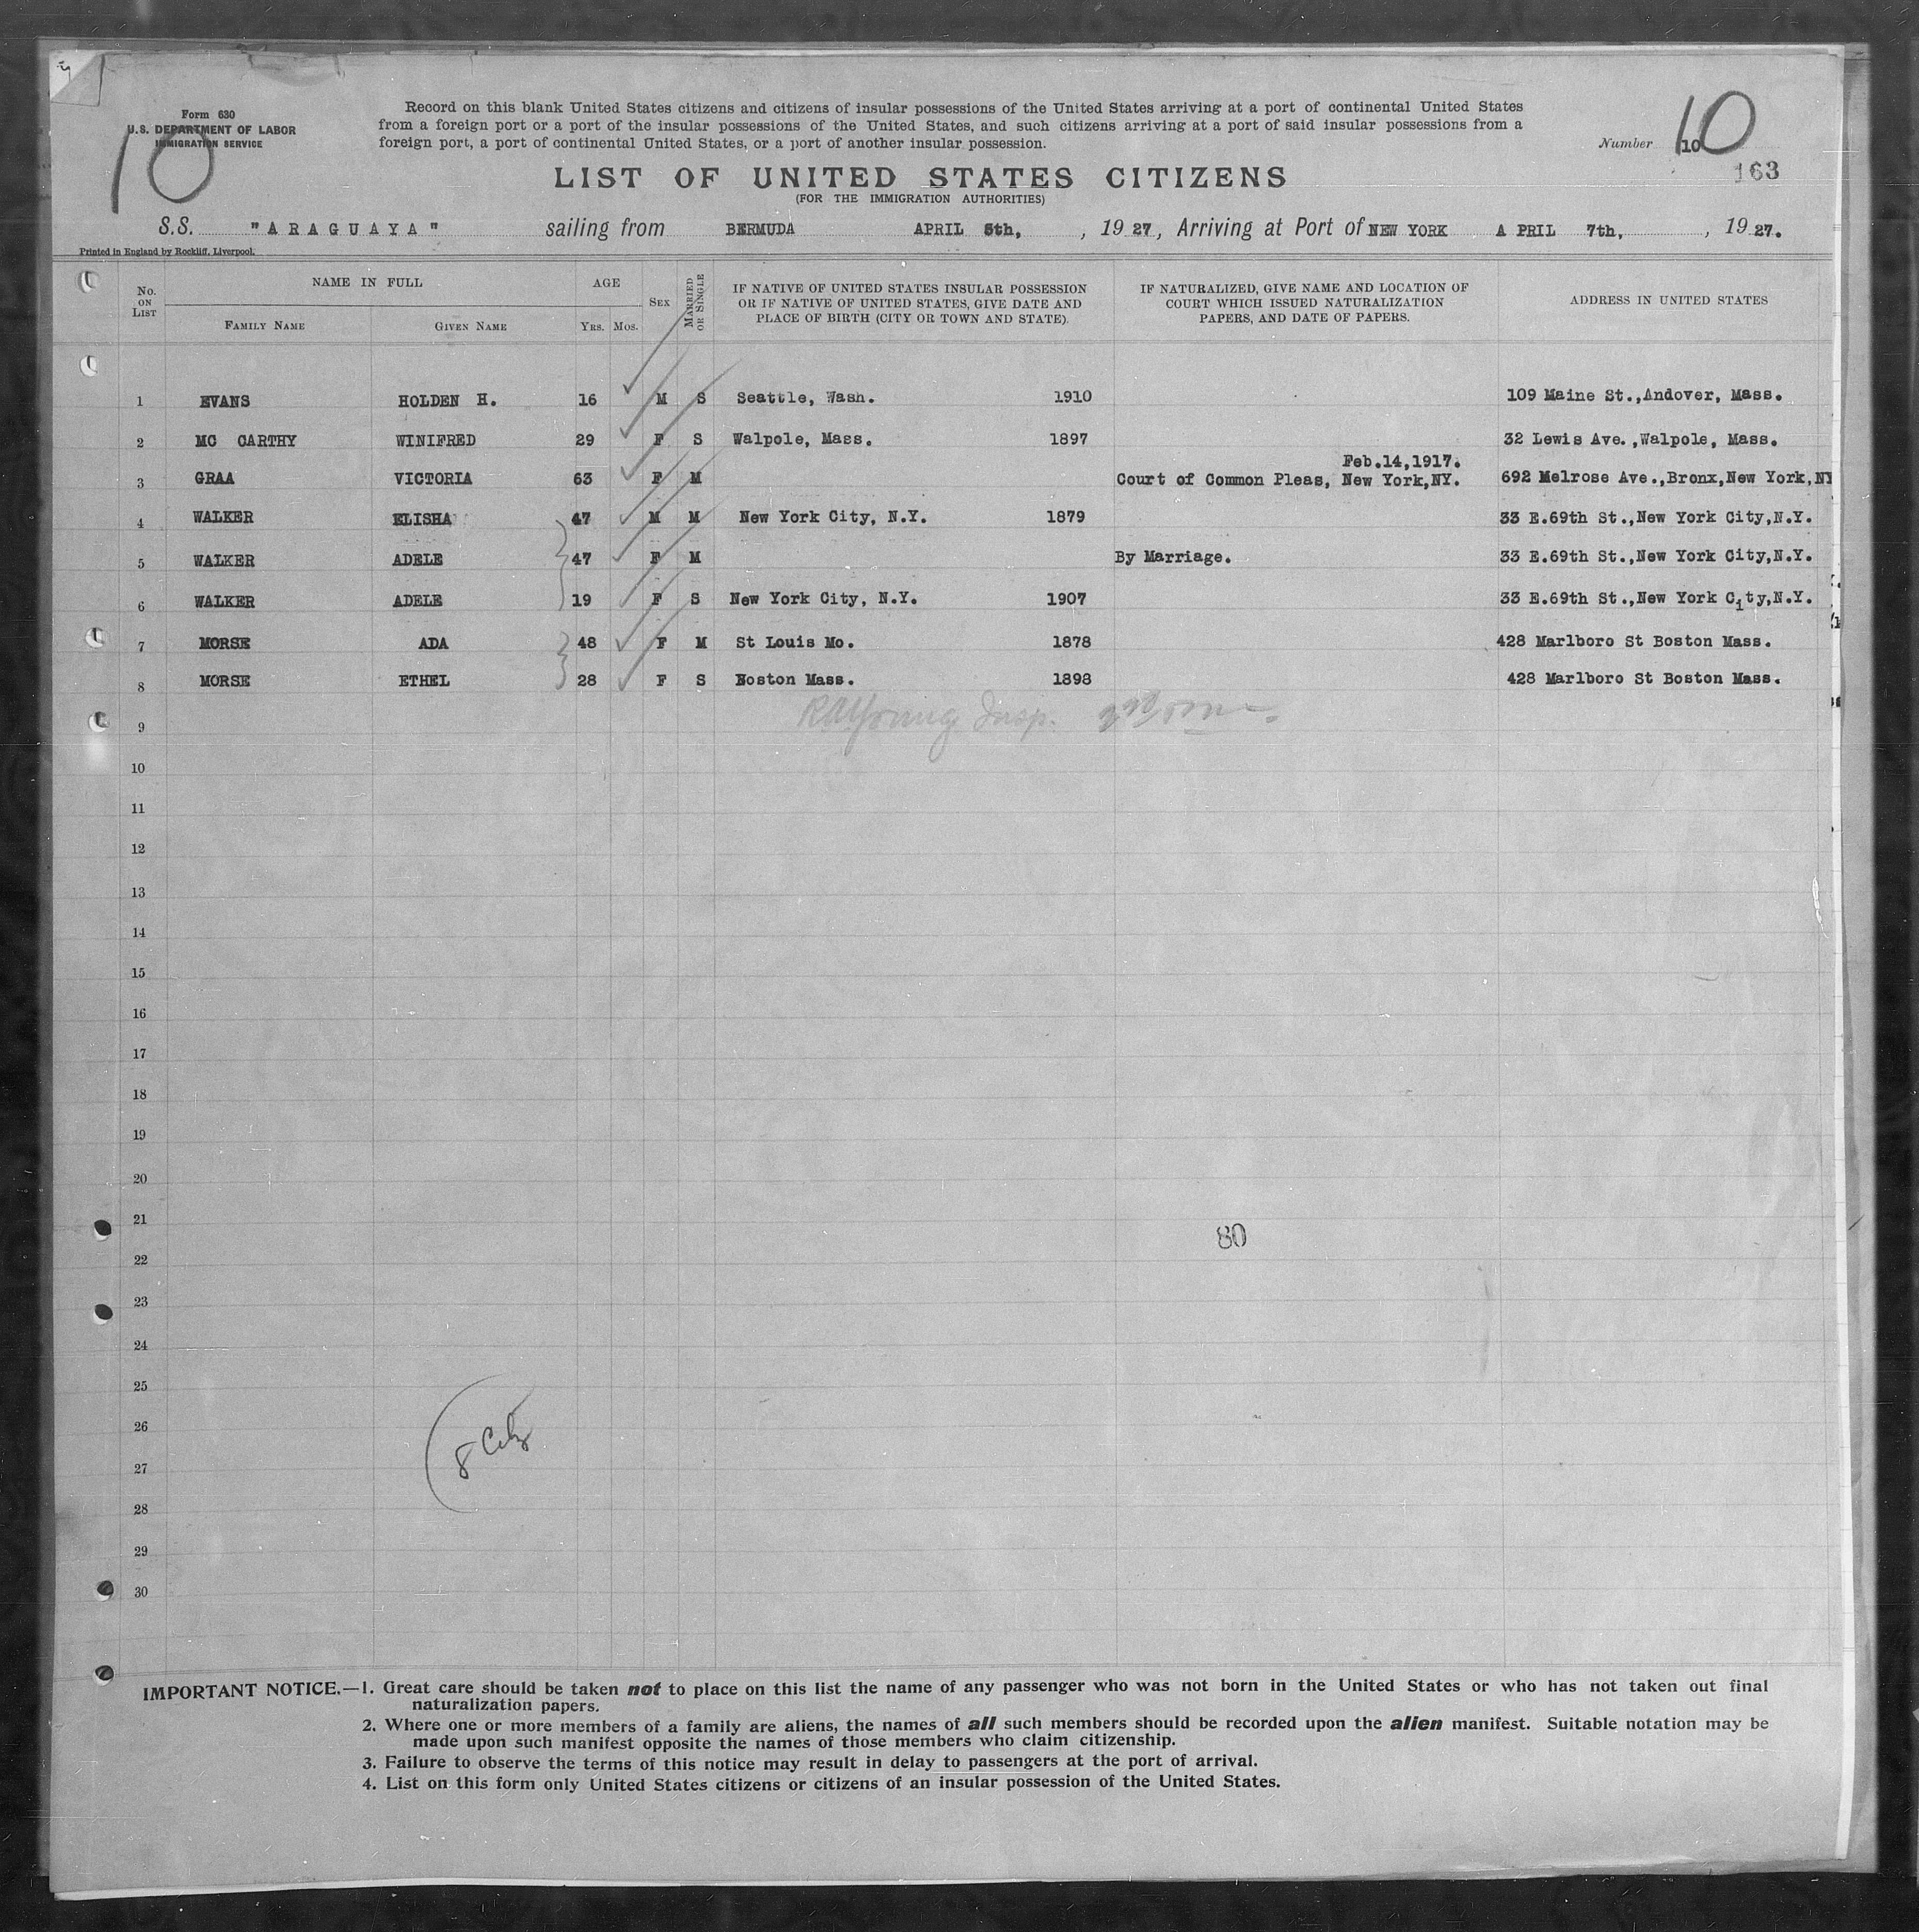 Form 630
U.S. DEPARTMENT OF LABOR
IMMIGRATION SERVICE
10
Record on this blank United States citizens and citizens of insular possessions of the United States arriving at a port of continental United States
from a foreign port or a port of the insular possessions of the United States, and such citizens arriving at a port of said insular possessions from a
foreign port, a port of continental United States, or a port of another insular possession.
Number 10
10
163
LIST OF UNITED STATES CITIZENS
(FOR THE IMMIGRATION AUTHORITIES)
S.S. "ARAGUAYA" sailing from BERMUDA APRIL 5th, , 19 27, Arriving at Port of NEW YORK A PRIL 7th, , 19 27.
Printed in England by Rockliff, Liverpool.
No. ON LIST NAME IN FULL FAMILY NAME GIVEN NAME AGE YRS. MOS. SEX MARRIED OR SINGLE IF NATIVE OF UNITED STATES INSULAR POSSESSION OR IF NATIVE OF UNITED STATES, GIVE DATE AND PLACE OF BIRTH (CITY OR TOWN AND STATE). IF NATURALIZED, GIVE NAME AND LOCATION OF COURT WHICH ISSUED NATURALIZATION PAPERS, AND DATE OF PAPERS. ADDRESS IN UNITED STATES
1 EVANS HOLDEN H. 16 M S Seattle, Wash. 1910 109 Maine St.,Andover, Mass.
2 MC CARTHY WINIFRED 29 F S Walpole, Mass. 1897 32 Lewis Ave.,Walpole, Mass.
Feb.14,1917.
3 GRAA VICTORIA 63 F M Court of Common Pleas, New York,NY. 692 Melrose Ave.,Bronx,New York,NY
4 WALKER ELISHA 47 M M New York City, N.Y. 1879 33 E.69th St.,New York City,N.Y.
5 WALKER ADELE 47 F M By Marriage. 33 E.69th St.,New York City,N.Y.
6 WALKER ADELE 19 F S New York City, N.Y. 1907 33 E.69th St.,New York City,N.Y.
7 MORSE ADA 48 F M St Louis Mo. 1878 428 Marlboro St Boston Mass.
8 MORSE ETHEL 28 F S Boston Mass. 1898 428 Marlboro St Boston Mass.
Young Insp.
9
10
11
12
13
14
15
16
17
18
19
20
21
80
22
23
24
25
26
8
27
28
29
30
IMPORTANT NOTICE.—1. Great care should be taken not to place on this list the name of any passenger who was not born in the United States or who has not taken out final
naturalization papers.
2. Where one or more members of a family are aliens, the names of all such members should be recorded upon the alien manifest. Suitable notation may be
made upon such manifest opposite the names of those members who claim citizenship.
3. Failure to observe the terms of this notice may result in delay to passengers at the port of arrival.
4. List on this form only United States citizens or citizens of an insular possession of the United States.